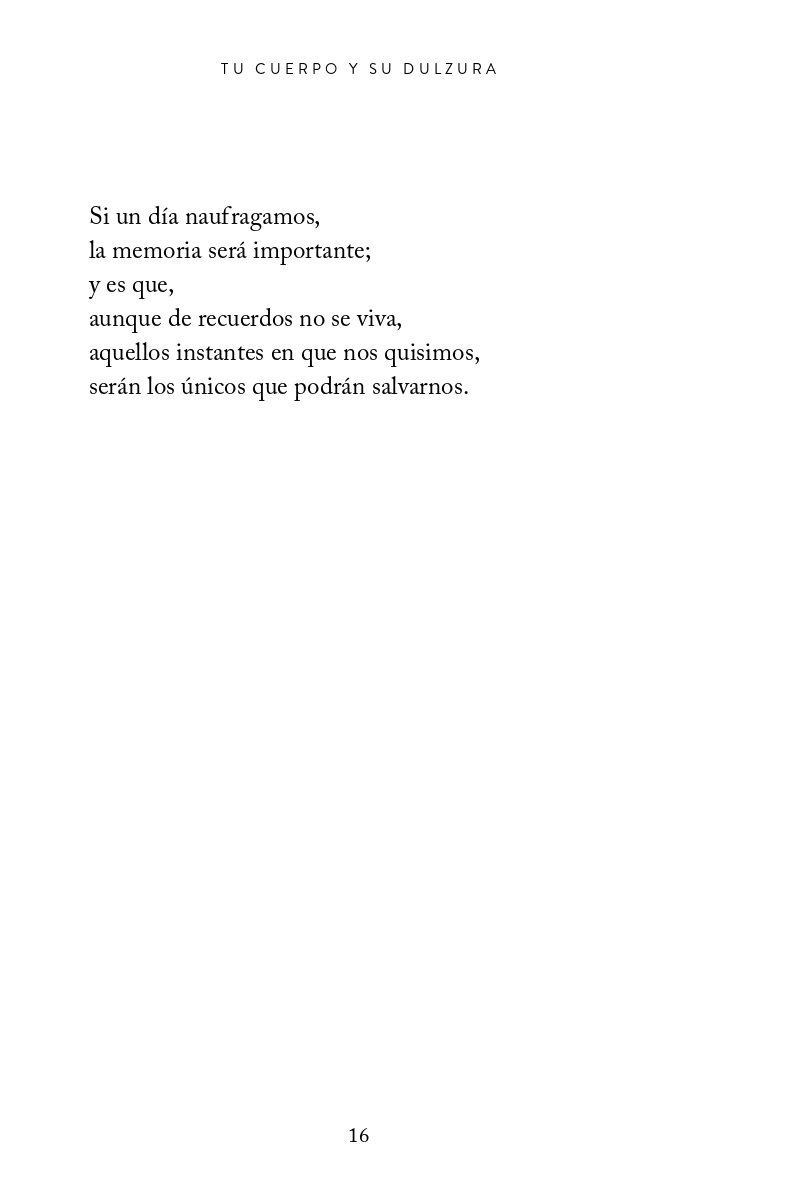 TU CUERPO Y SU DULZURA
Si un día naufragamos,
la memoria será importante;
y es que,
aunque de recuerdos no se viva,
aquellos instantes en que nos quisimos,
serán los únicos que podrán salvarnos.
16